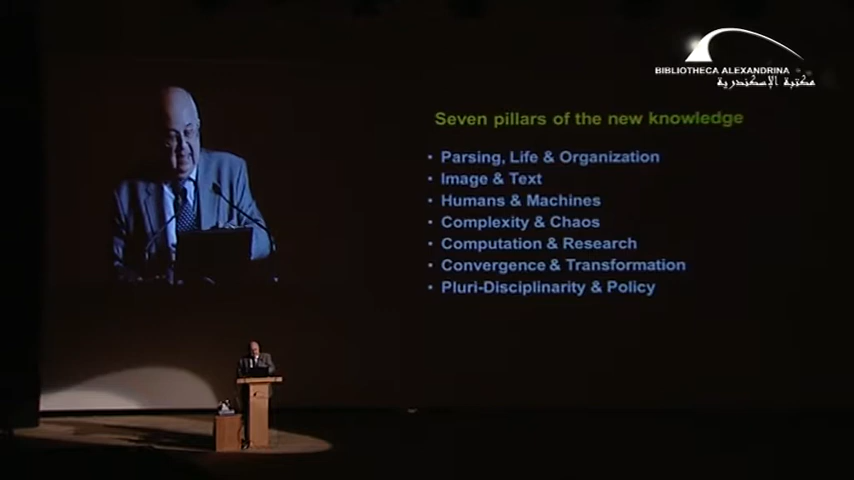 BIBLIOTHECA ALEXANDRINA
مكتبة الإسكندرية
Seven pillars of the new knowledge
• Parsing, Life & Organization
• Image & Text
• Humans & Machines
• Complexity & Chaos
• Computation & Research
• Convergence & Transformation
• Pluri-Disciplinarity & Policy